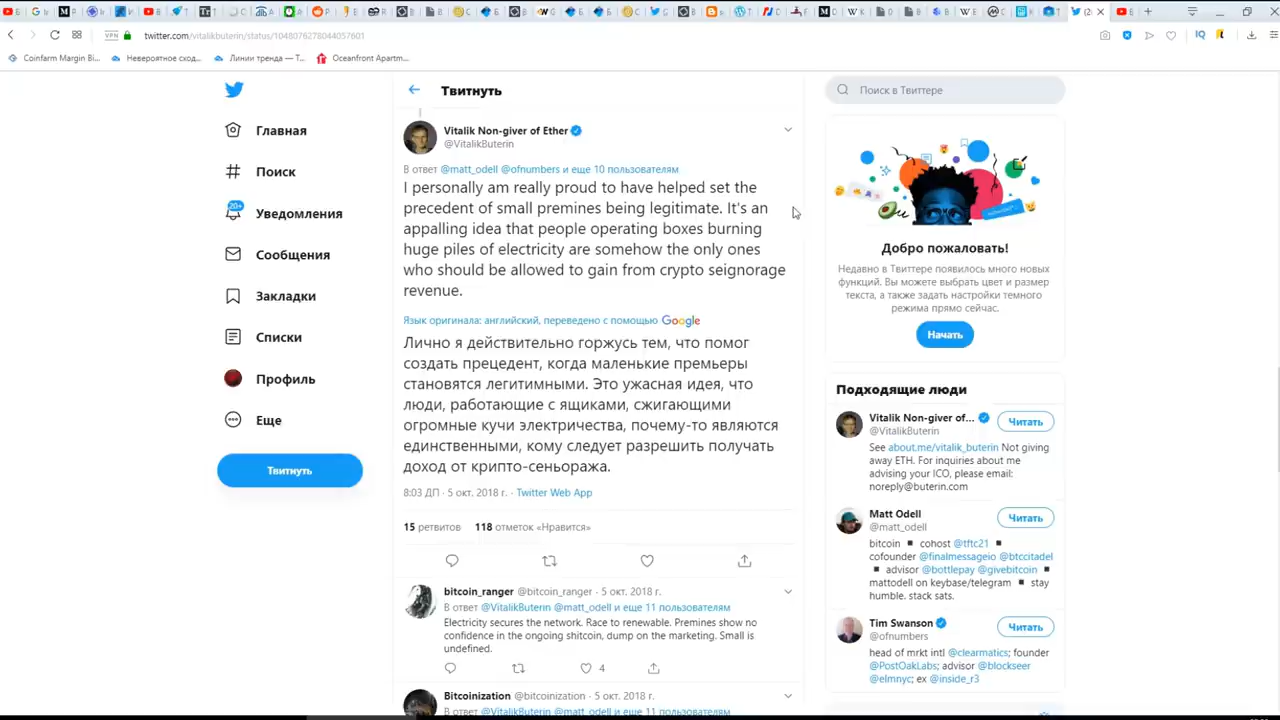 twitter.com/vitalikbuterin/status/1048076278044057601
Coinfarm Margin Bi...
Невероятное сход...
Линии тренда — Т...
Oceanfront Apartm...
Главная
Поиск
20+
Уведомления
Сообщения
Закладки
Списки
Профиль
Еще
Твитнуть
Твитнуть
Vitalik Non-giver of Ether
@VitalikButerin
В ответ @matt_odell @ofnumbers и еще 10 пользователям
I personally am really proud to have helped set the
precedent of small premines being legitimate. It's an
appalling idea that people operating boxes burning
huge piles of electricity are somehow the only ones
who should be allowed to gain from crypto seignorage
revenue.
Язык оригинала: английский, переведено с помощью Google
Лично я действительно горжусь тем, что помог
создать прецедент, когда маленькие премьеры
становятся легитимными. Это ужасная идея, что
люди, работающие с ящиками, сжигающими
огромные кучи электричества, почему-то являются
единственными, кому следует разрешить получать
доход от крипто-сеньоража.
8:03 ДП · 5 окт. 2018 г. · Twitter Web App
15 ретвитов 118 отметок «Нравится»
bitcoin_ranger @bitcoin_ranger · 5 окт. 2018 г.
В ответ @VitalikButerin @matt_odell и еще 11 пользователям
Electricity secures the network. Race to renewable. Premines show no
confidence in the ongoing shitcoin, dump on the marketing. Small is
undefined.
4
Bitcoinization @bitcoinization · 5 окт. 2018 г.
В ответ @VitalikButerin @matt_odell и еще 11 пользователям
Поиск в Твиттере
Добро пожаловать!
Недавно в Твиттере появилось много новых
функций. Вы можете выбрать цвет и размер
текста, а также задать настройки темного
режима прямо сейчас.
Начать
Подходящие люди
Vitalik Non-giver of...
@VitalikButerin
Читать
See about.me/vitalik_buterin Not giving
away ETH. For inquiries about me
advising your ICO, please email:
noreply@buterin.com
Matt Odell
@matt_odell
Читать
bitcoin ▪ cohost @tftc21 ▪
cofounder @finalmessageio @btccitadel
▪ advisor @bottlepay @givebitcoin ▪
mattodell on keybase/telegram ▪ stay
humble. stack sats.
Tim Swanson
@ofnumbers
Читать
head of mrkt intl @clearmatics; founder
@PostOakLabs; advisor @blockseer
@elmnyc; ex @inside_r3